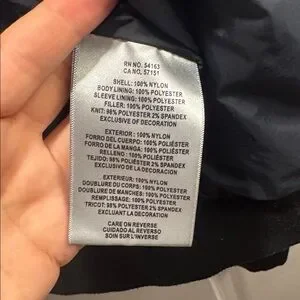 RN NO. 54163
CA NO. 57151
SHELL: 100% NYLON
BODY LINING: 100% POLYESTER
SLEEVE LINING: 100% POLYESTER
FILLER: 100% POLYESTER
KNIT: 98% POLYESTER 2% SPANDEX
EXCLUSIVE OF DECORATION
EXTERIOR: 100% NYLON
FORRO DEL CUERPO: 100% POLIÉSTER
FORRO DE LA MANGA: 100% POLIÉSTER
RELLENO: 100% POLIÉSTER
TEJIDO: 98% POLIÉSTER 2% SPANDEX
EXCLUSIVO DE LA DECORACIÓN
EXTERIEUR: 100% NYLON
DOUBLURE DU CORPS: 100% POLYESTER
DOUBLURE DE MANCHES: 100% POLYESTER
REMPLISSAGE: 100% POLYESTER
TRICOT: 98% POLYESTER 2% SPANDEX
EXCLUANT LA DECORATION
CARE ON REVERSE
CUIDADO AL REVERSO
SOIN SUR L'INVERSE